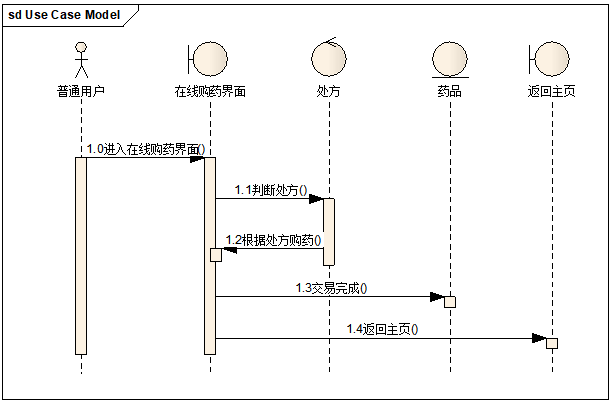 sd Use Case Model
普通用户
在线购药界面
处方
药品
返回主页
1.0进入在线购药界面()
1.1判断处方()
1.2根据处方购药()
1.3交易完成()
1.4返回主页()